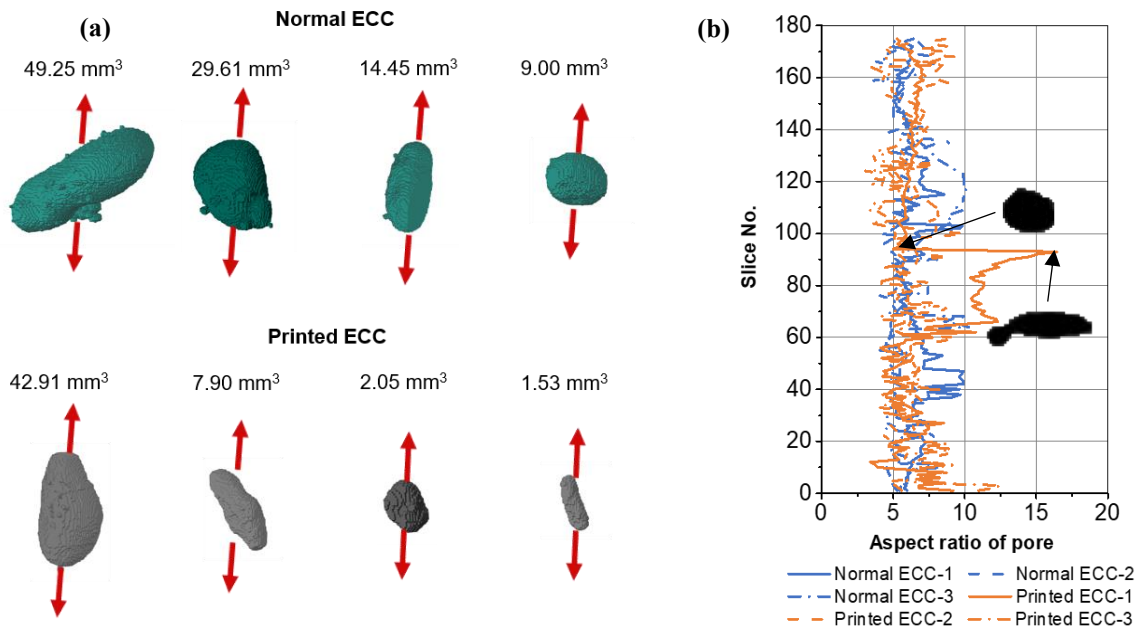 (a)
Normal ECC
49.25 mm³ 29.61 mm³ 14.45 mm³ 9.00 mm³
Printed ECC
42.91 mm³ 7.90 mm³ 2.05 mm³ 1.53 mm³
(b)
Slice No.
180
160
140
120
100
80
60
40
20
0
0 5 10 15 20
Aspect ratio of pore
Normal ECC-1 Normal ECC-2
Normal ECC-3 Printed ECC-1
Printed ECC-2 Printed ECC-3